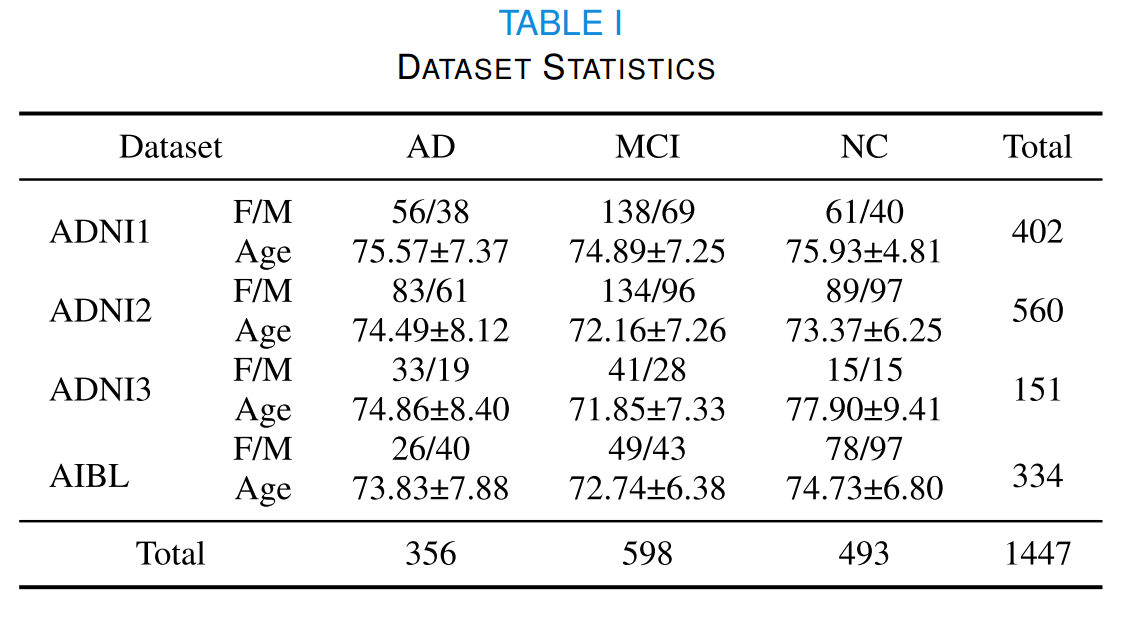 TABLE I
DATASET STATISTICS
Dataset AD MCI NC Total
ADNI1 F/M 56/38 138/69 61/40 402
Age 75.57±7.37 74.89±7.25 75.93±4.81
ADNI2 F/M 83/61 134/96 89/97 560
Age 74.49±8.12 72.16±7.26 73.37±6.25
ADNI3 F/M 33/19 41/28 15/15 151
Age 74.86±8.40 71.85±7.33 77.90±9.41
AIBL F/M 26/40 49/43 78/97 334
Age 73.83±7.88 72.74±6.38 74.73±6.80
Total 356 598 493 1447